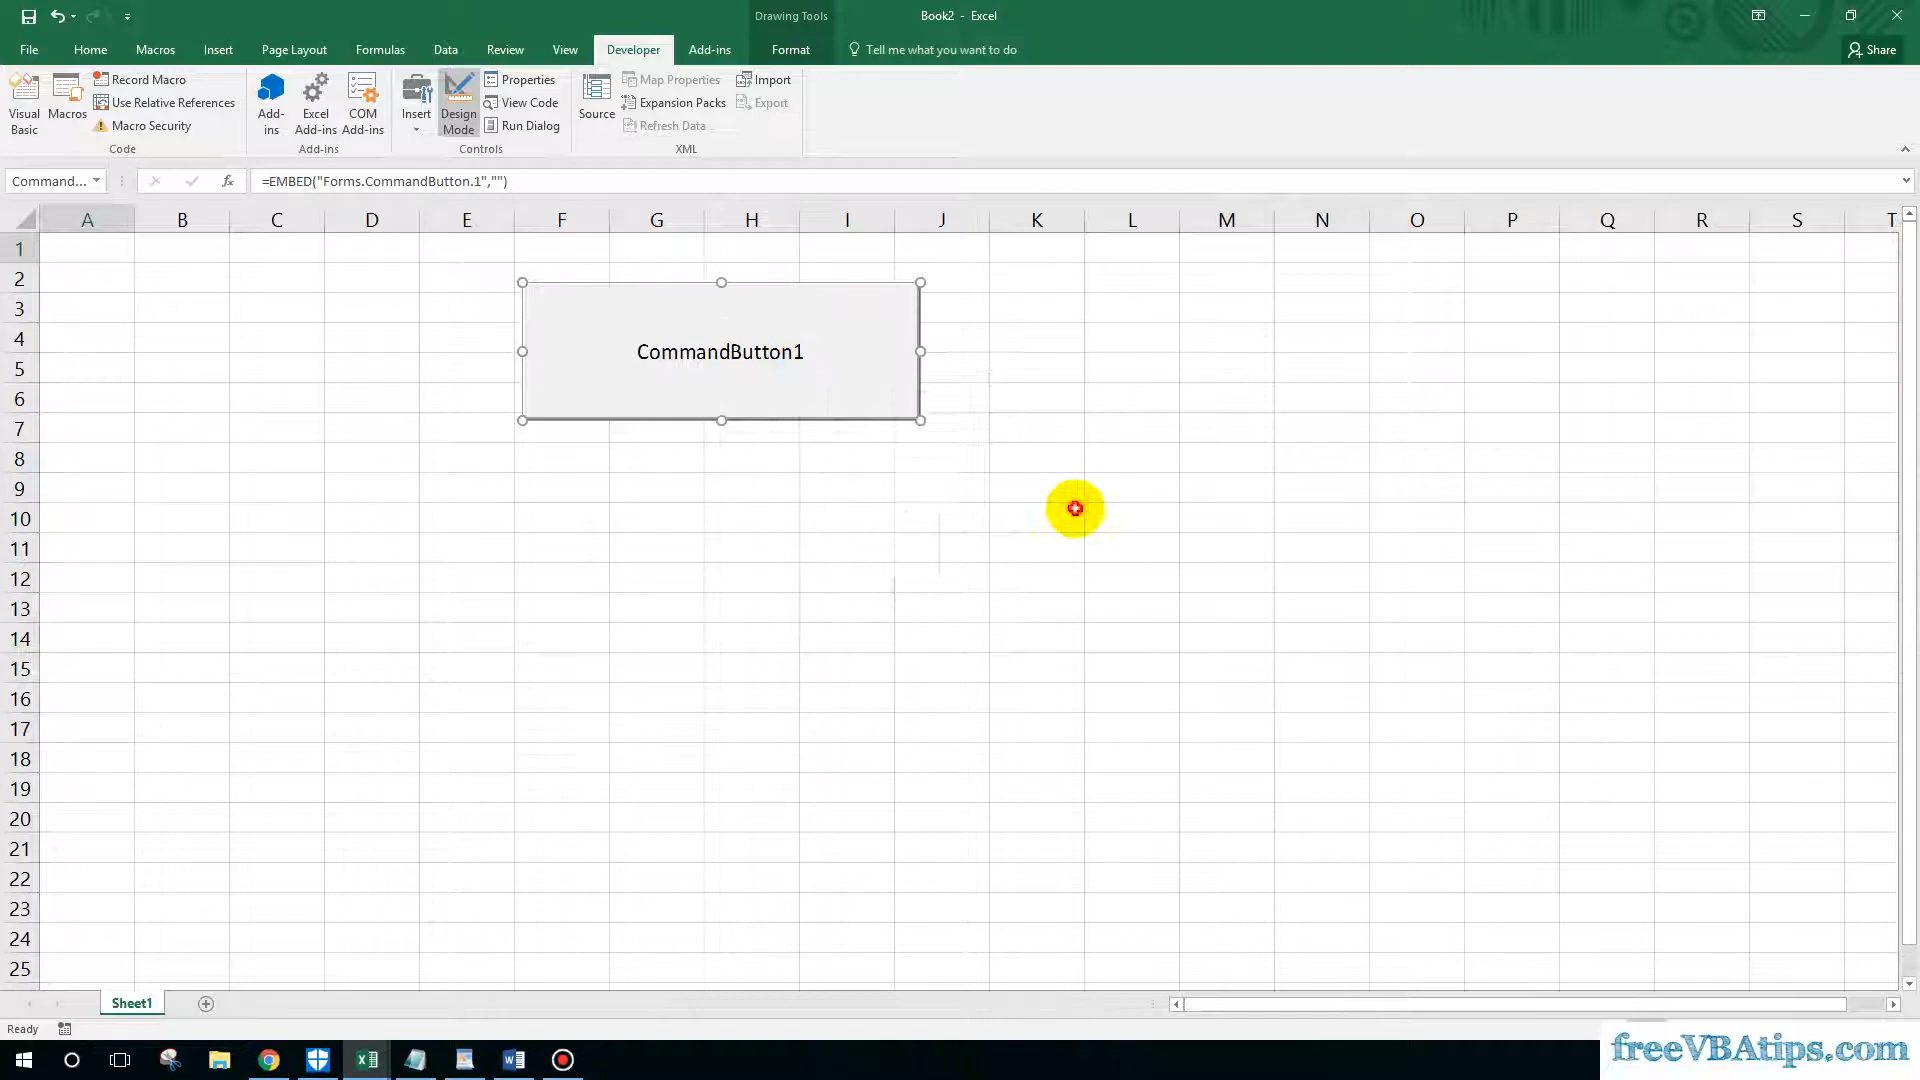 Drawing Tools
Book2 - Excel
File Home Macros Insert Page Layout Formulas Data Review View Developer Add-ins Format Tell me what you want to do Share
Visual Basic
Macros
Record Macro
Use Relative References
Macro Security
Code
Add-ins
Excel Add-ins
COM Add-ins
Add-ins
Insert
Design Mode
Properties
View Code
Run Dialog
Controls
Source
Map Properties
Expansion Packs
Refresh Data
Import
Export
XML
Command...
fx
=EMBED("Forms.CommandButton.1","")
A B C D E F G H I J K L M N O P Q R S T
1
2
3
4
5
6
7
8
9
10
11
12
13
14
15
16
17
18
19
20
21
22
23
24
25
CommandButton1
Sheet1
Ready
freeVBAtips.com